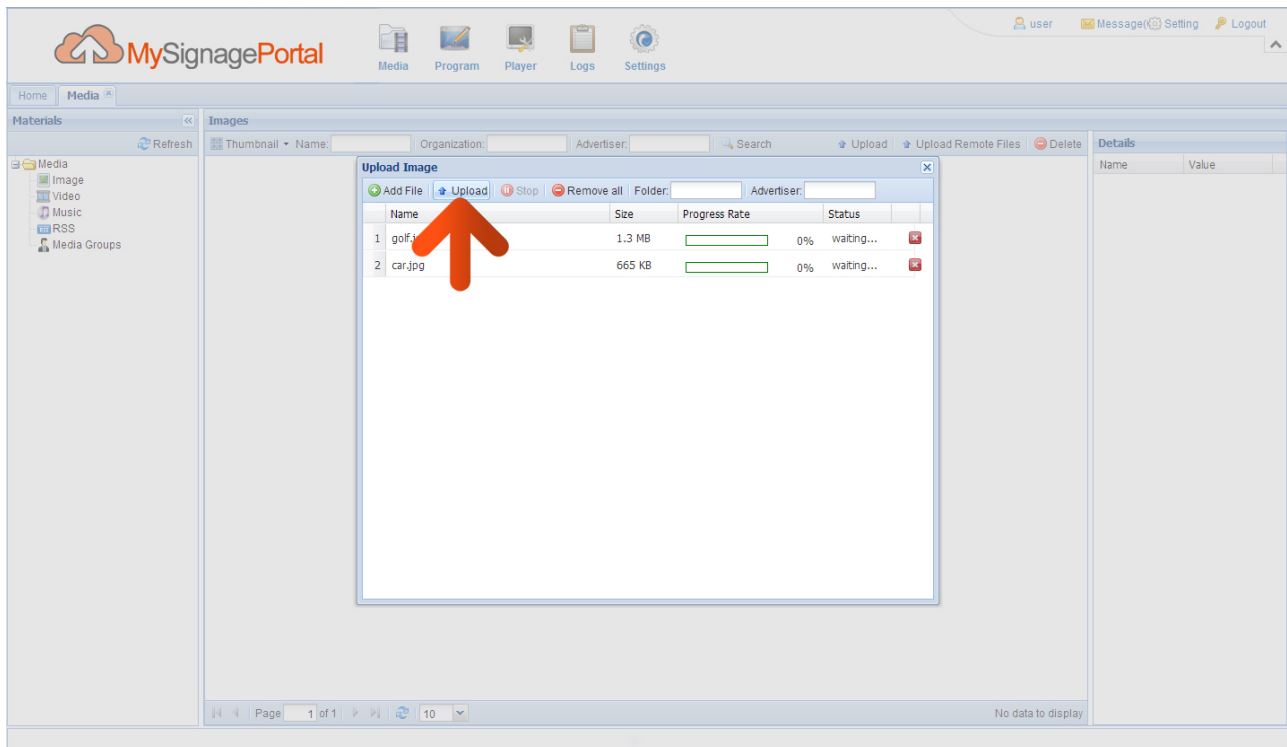 user Message( Setting Logout
MySignagePortal
Media Program Player Logs Settings
Home Media
Materials Images
Refresh Thumbnail Name: Organization: Advertiser: Search Upload Upload Remote Files Delete Details
Name Value
Media
Image
Video
Music
RSS
Media Groups
Upload Image
Add File Upload Stop Remove all Folder: Advertiser:
Name Size Progress Rate Status
1 1.3 MB 0% waiting...
2 car.jpg 665 KB 0% waiting...
Page 1 of 1 10 No data to display